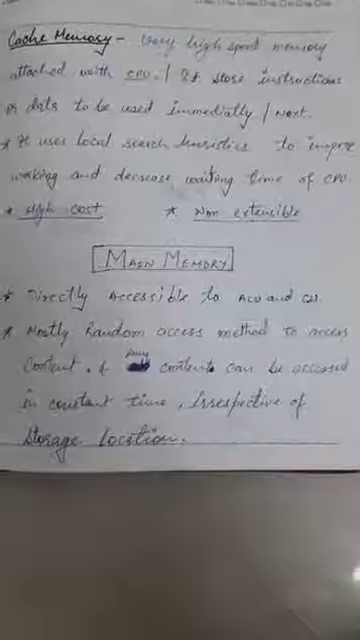 Cache Memory - Very high speed memory
attached with CPU. / It store instructions
or data to be used immediately / Next.
* It uses local search heuristics to improve
working and decrease waiting time of CPU
* High cost * Non extensible
MAIN MEMORY
* Directly Accessible to ALU and
* Mostly Random access method to access
Content. & Any contents can be accessed
in constant time, irrespective of
Storage location.